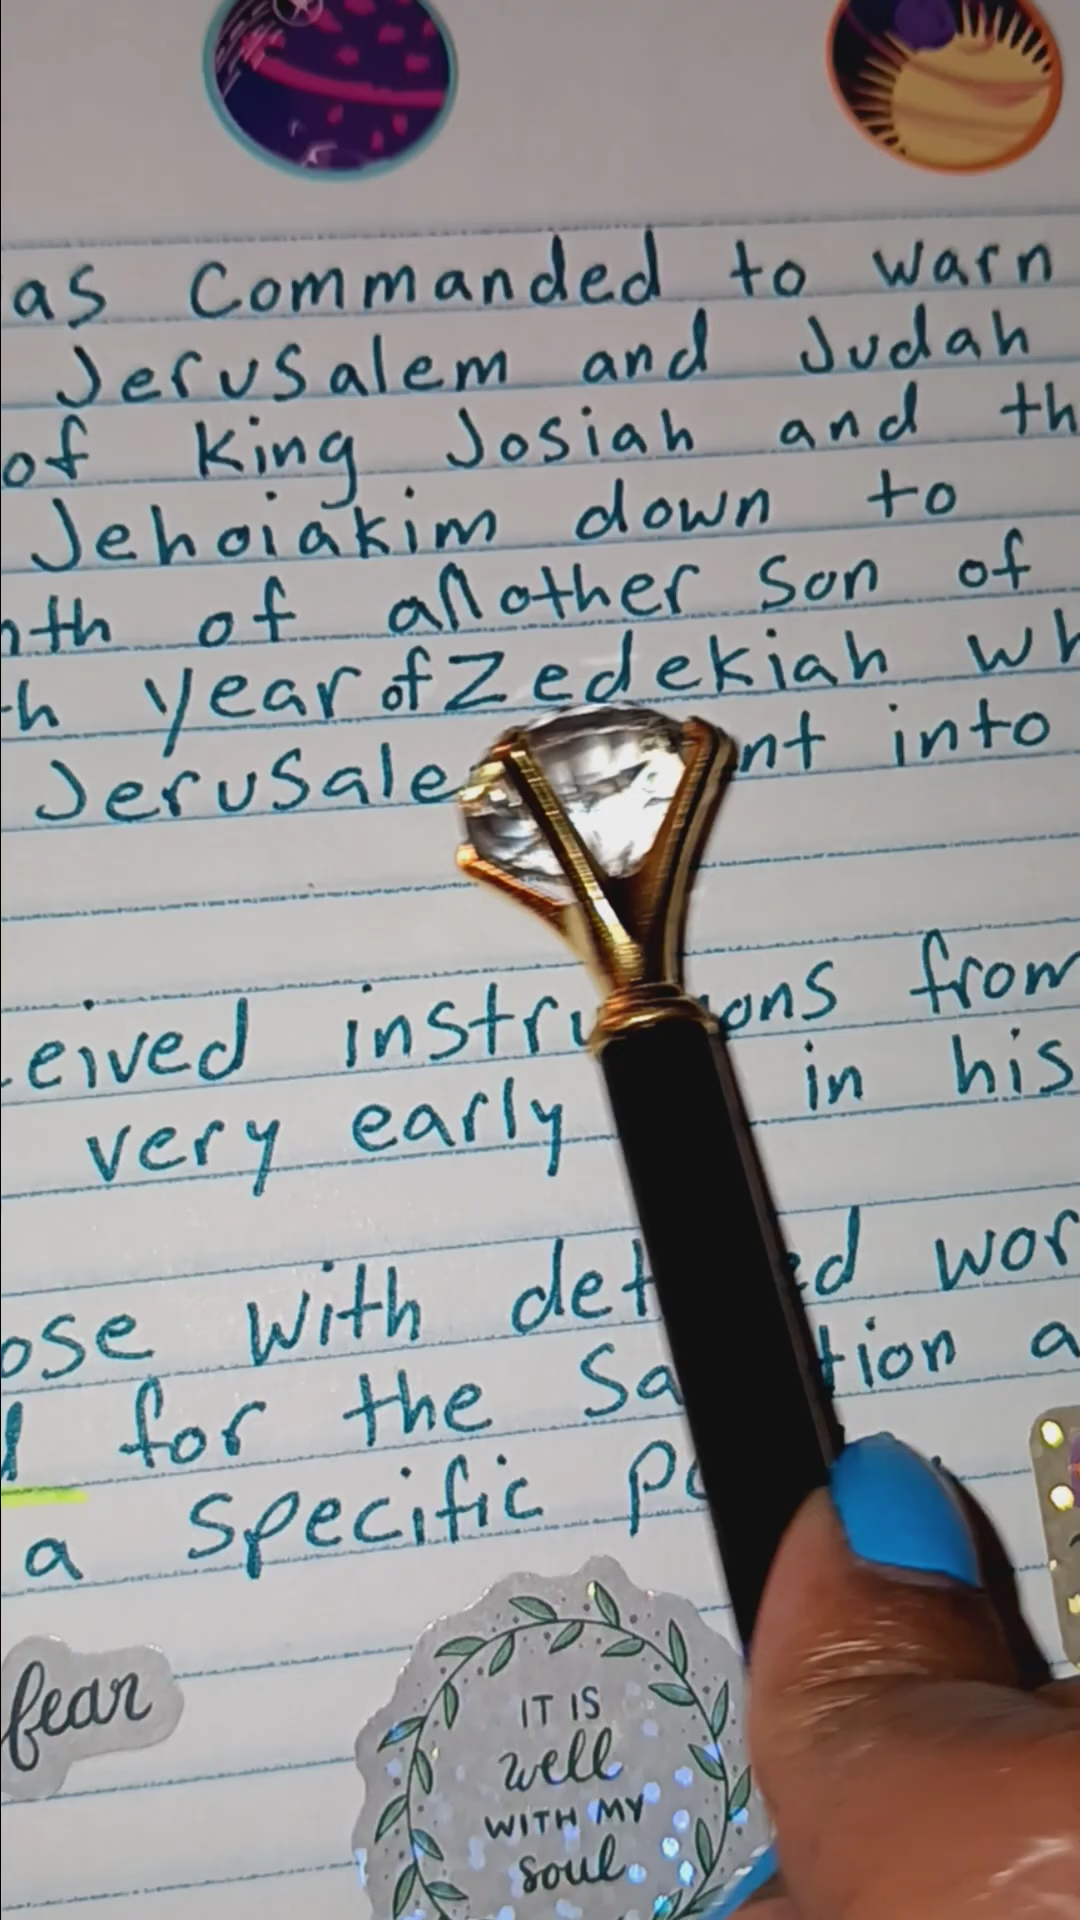 as Commanded to warn
Jerusalem and Judah
of King Josiah and th
Jehoiakim down to
nth of another Son of
h year of Zedekiah wh
Jerusale nt into
eived instru ons from
very early in his
ose with det d wor
for the Sa tion a
a Specific
fear
IT IS
well
WITH MY
soul